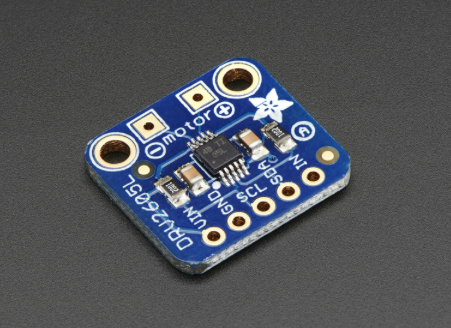 motor
DRV2605L
VIN
GND
SCL
SDA
IN